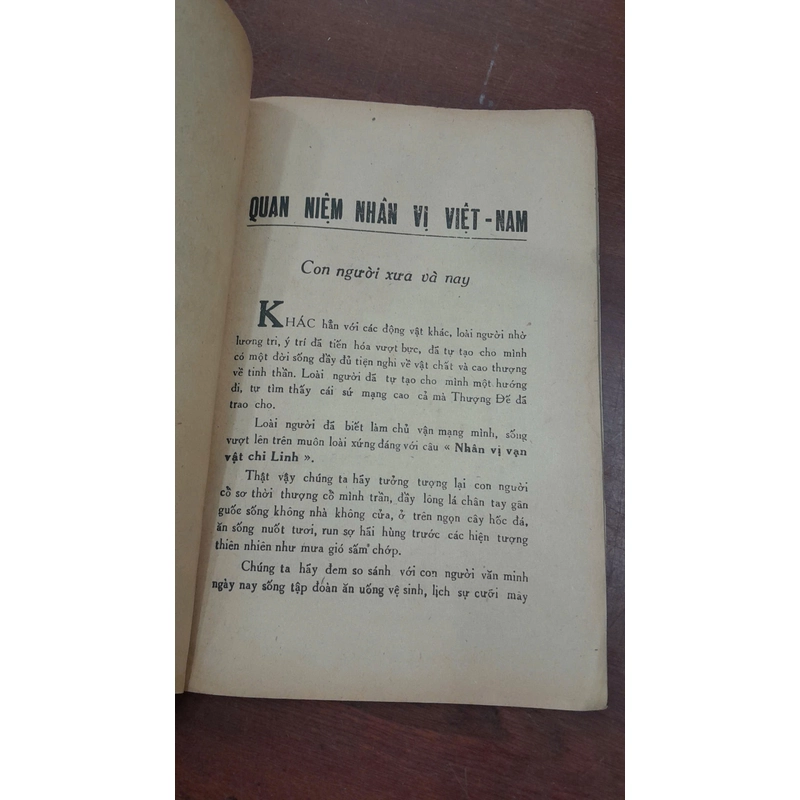 QUAN NIỆM NHÂN VỊ VIỆT-NAM
Con người xưa và nay
KHÁC hẳn với các động vật khác, loài người nhờ
lương tri, ý trí đã tiến hóa vượt bực, đã tự tạo cho mình
có một đời sống đầy đủ tiện nghi về vật chất và cao thượng
về tinh thần. Loài người đã tự tạo cho mình một hướng
đi, tự tìm thấy cái sứ mạng cao cả mà Thượng Đế đã
trao cho.
Loài người đã biết làm chủ vận mạng mình, sống
vượt lên trên muôn loài xứng đáng với câu « Nhân vị vạn
vật chi Linh ».
Thật vậy chúng ta hãy tưởng tượng lại con người
cổ sơ thời thượng cổ mình trần, đầy lông lá chân tay gân
guốc sống không nhà không cửa, ở trên ngọn cây hốc đá,
ăn sống nuốt tươi, run sợ hãi hùng trước các hiện tượng
thiên nhiên như mưa gió sấm chớp.
Chúng ta hãy đem so sánh với con người văn minh
ngày nay sống tập đoàn ăn uống vệ sinh, lịch sự cưỡi mây